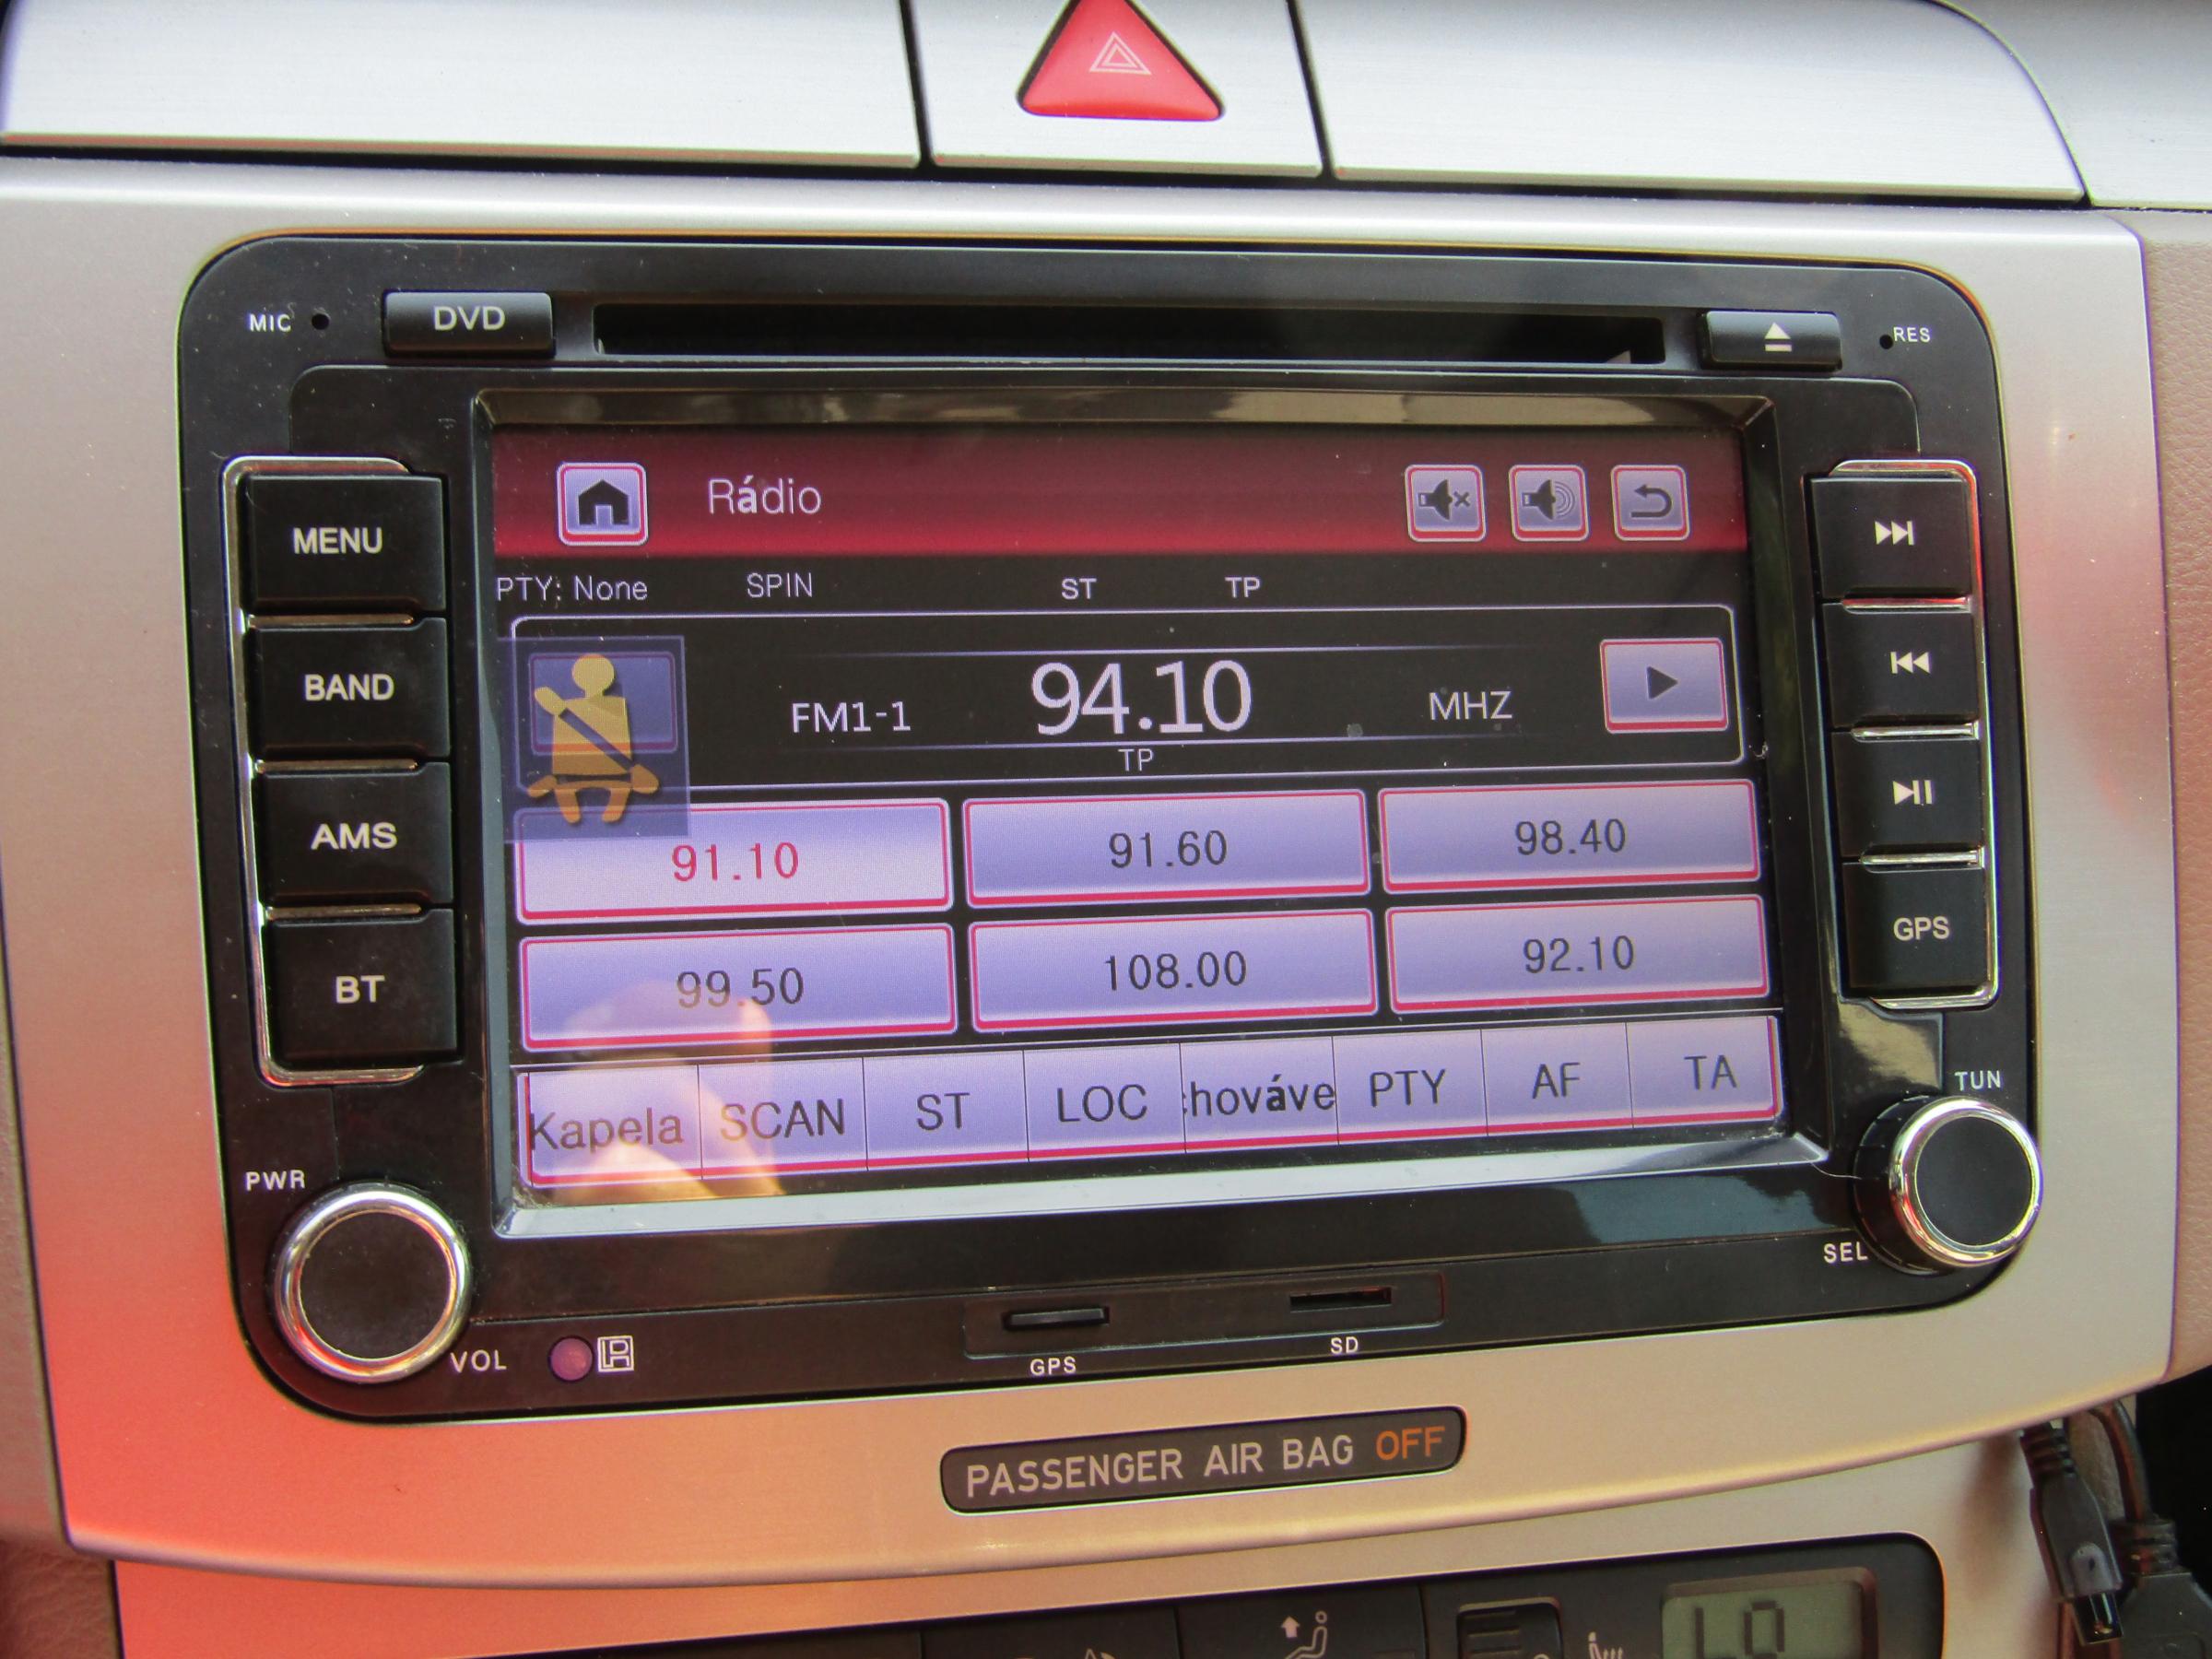 MIC
DVD
RES
Rádio
PTY: None SPIN ST TP
FM1-1 94.10 MHZ
TP
91.10 91.60 98.40
99.50 108.00 92.10
Kapela SCAN ST LOC hováve PTY AF TA
MENU
BAND
AMS
BT
GPS
PWR
VOL
TUN
SEL
GPS
SD
PASSENGER AIR BAG OFF
LO